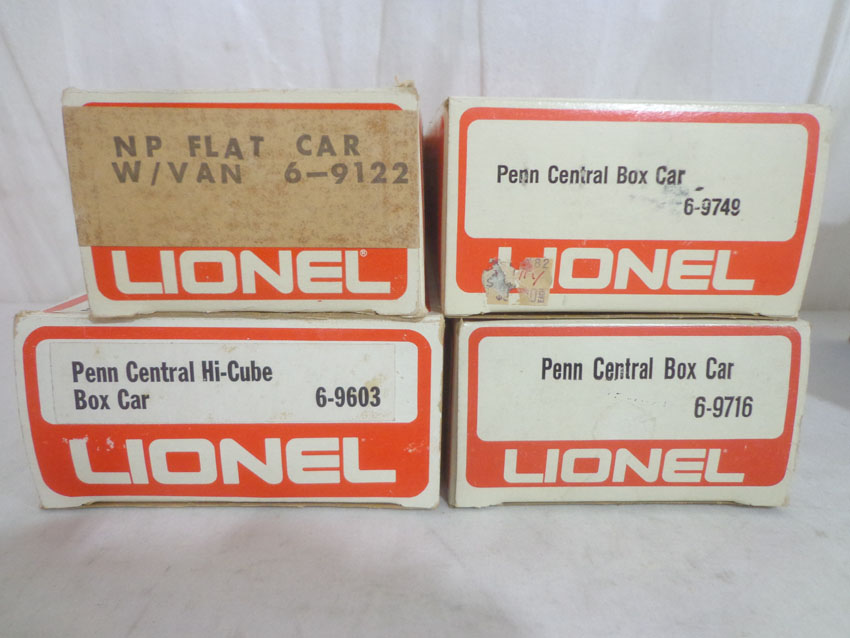 NP FLAT CAR
W/VAN 6-9122
LIONEL®
Penn Central Box Car
6-9749
LIONEL
Penn Central Hi-Cube
Box Car 6-9603
LIONEL
Penn Central Box Car
6-9716
LIONEL